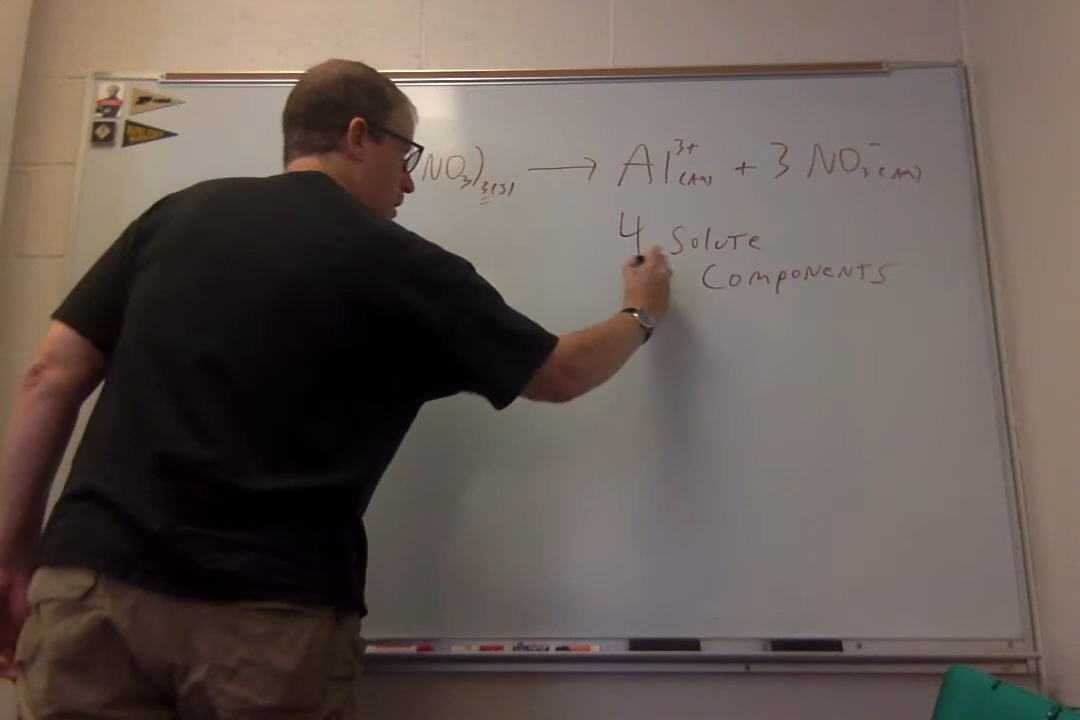 NO₃)₃(s) → Al³⁺(aq) + 3 NO₃⁻(aq)
4 Solute
Components